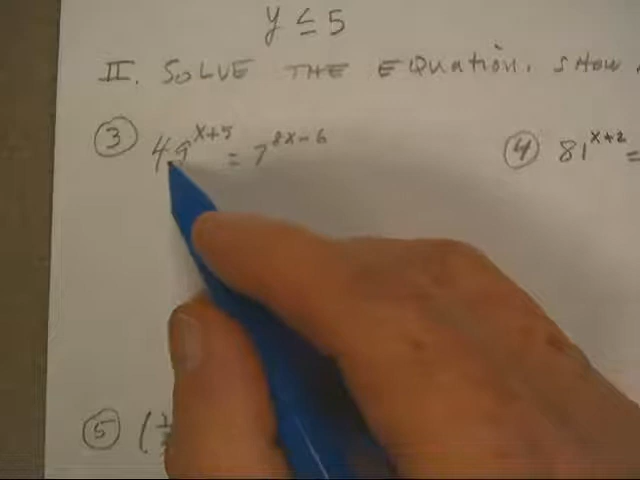 y ≤ 5
II. SOLVE THE EQUATION. SHOW
③ 49^{x+5} = 7^{8x-6}
④ 81^{x+2} =
⑤ (